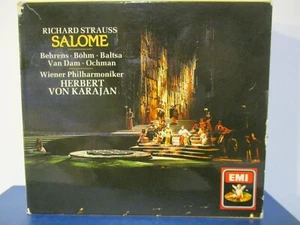 RICHARD STRAUSS
SALOME
Behrens · Böhm · Baltsa
Van Dam · Ochman
Wiener Philharmoniker
HERBERT
VON KARAJAN
EMI